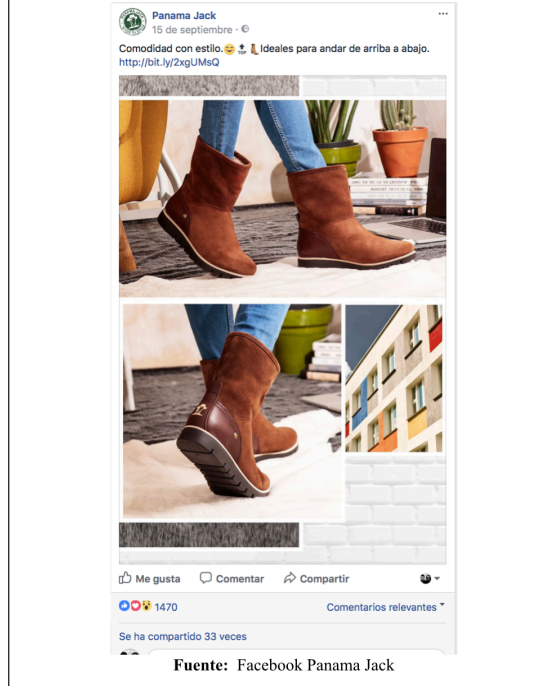 Panama Jack
15 de septiembre ·
Comodidad con estilo. Ideales para andar de arriba a abajo.
http://bit.ly/2xgUMsQ
Me gusta Comentar Compartir
1470 Comentarios relevantes
Se ha compartido 33 veces
Fuente: Facebook Panama Jack